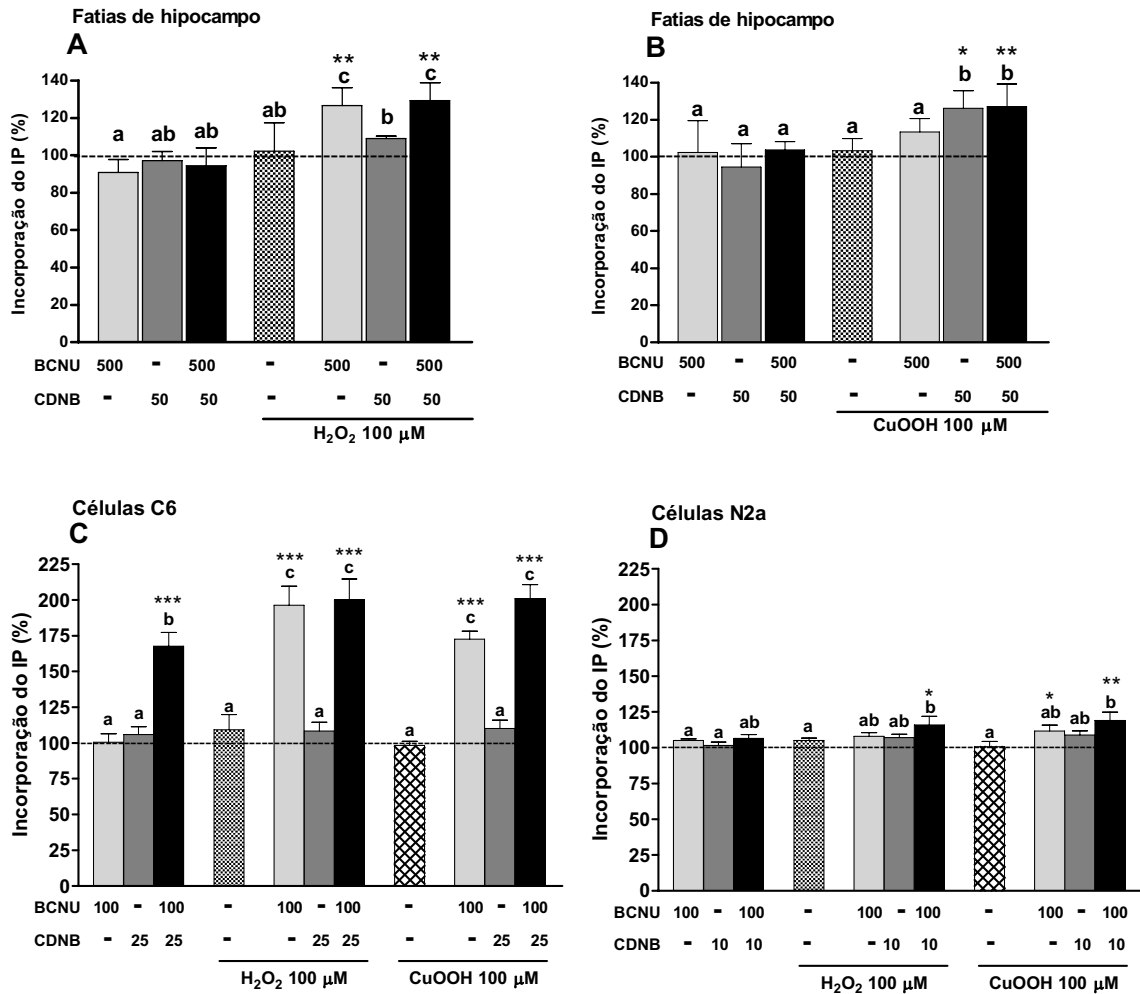 Fatias de hipocampo
A
Incorporação do IP (%)
140
120
100
80
60
40
20
0
a ab ab ab ** c b ** c
BCNU 500 - 500 - 500 - 500
CDNB - 50 50 - - 50 50
H2O2 100 µM
Fatias de hipocampo
B
Incorporação do IP (%)
140
120
100
80
60
40
20
0
a a a a a * b ** b
BCNU 500 - 500 - 500 - 500
CDNB - 50 50 - - 50 50
CuOOH 100 µM
Células C6
C
Incorporação do IP (%)
225
200
175
150
125
100
75
50
25
0
a a *** b a *** c a *** c a *** c a *** c
BCNU 100 - 100 - 100 - 100 - 100 - 100
CDNB - 25 25 - - 25 25 - - 25 25
H2O2 100 µM CuOOH 100 µM
Células N2a
D
Incorporação do IP (%)
225
200
175
150
125
100
75
50
25
0
a a ab a ab ab * b a * ab ab ** b
BCNU 100 - 100 - 100 - 100 - 100 - 100
CDNB - 10 10 - - 10 10 - - 10 10
H2O2 100 µM CuOOH 100 µM